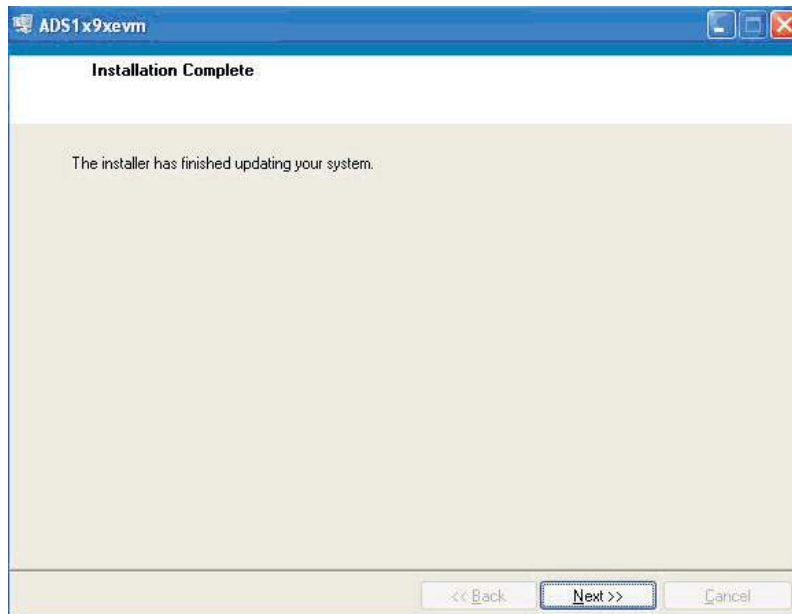 ADS1x9xevm
Installation Complete
The installer has finished updating your system.
<< Back
Next >>
Cancel